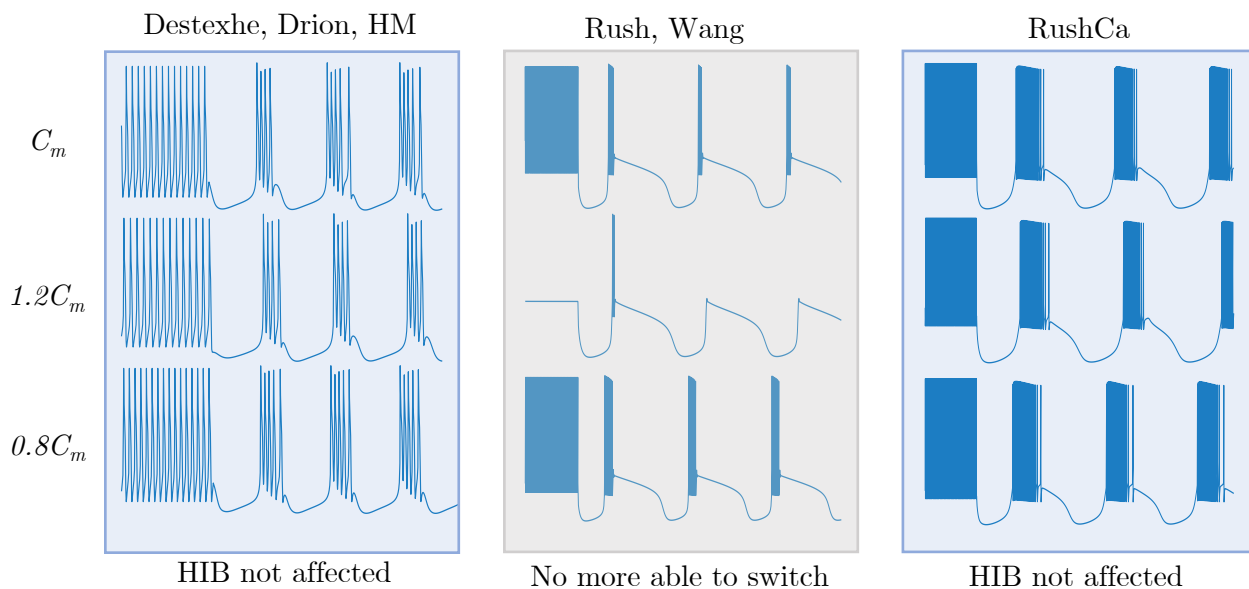 Destexhe, Drion, HM
Rush, Wang
RushCa
C_m
1.2C_m
0.8C_m
HIB not affected
No more able to switch
HIB not affected